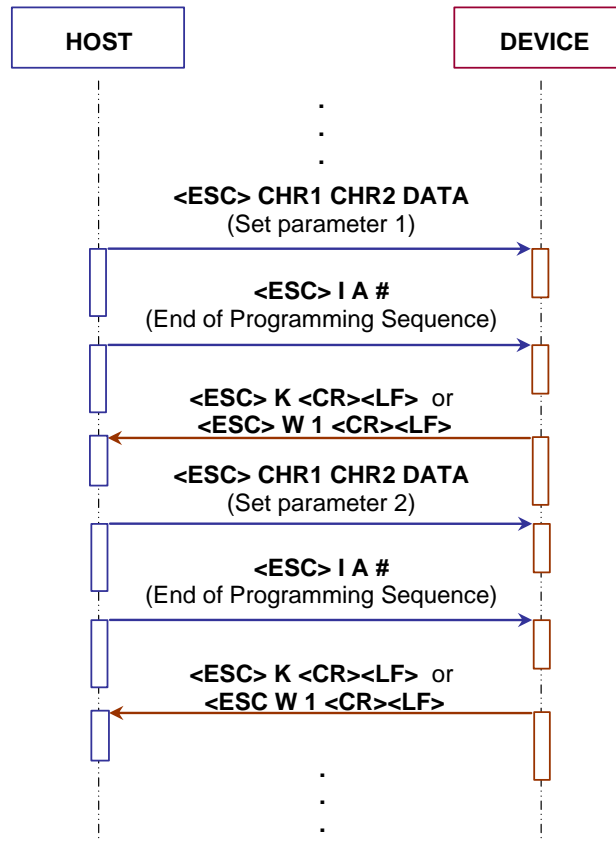 HOST
DEVICE
.
.
.
<ESC> CHR1 CHR2 DATA
(Set parameter 1)
<ESC> I A #
(End of Programming Sequence)
<ESC> K <CR><LF> or
<ESC> W 1 <CR><LF>
<ESC> CHR1 CHR2 DATA
(Set parameter 2)
<ESC> I A #
(End of Programming Sequence)
<ESC> K <CR><LF> or
<ESC W 1 <CR><LF>
.
.
.